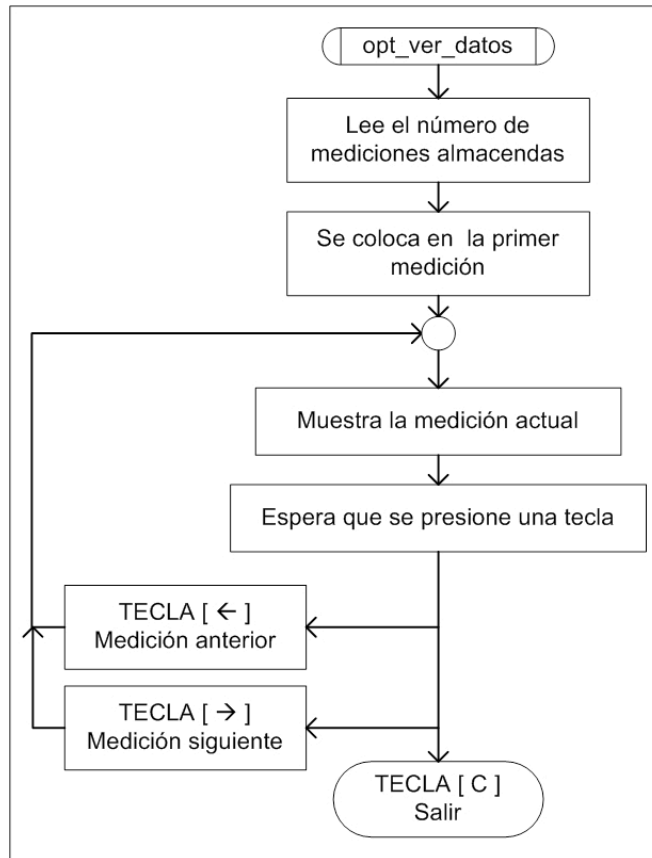 opt_ver_datos
Lee el número de
mediciones almacendas
Se coloca en la primer
medición
Muestra la medición actual
Espera que se presione una tecla
TECLA [ ← ]
Medición anterior
TECLA [ → ]
Medición siguiente
TECLA [ C ]
Salir